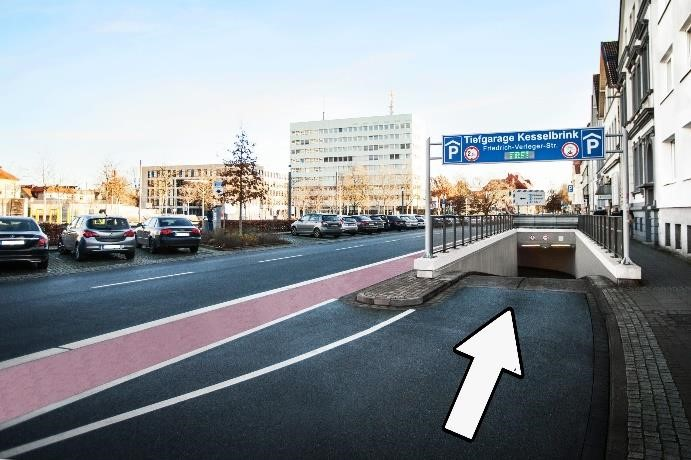 Tiefgarage Kesselbrink
P Friedrich-Verleger-Str. P
FREI